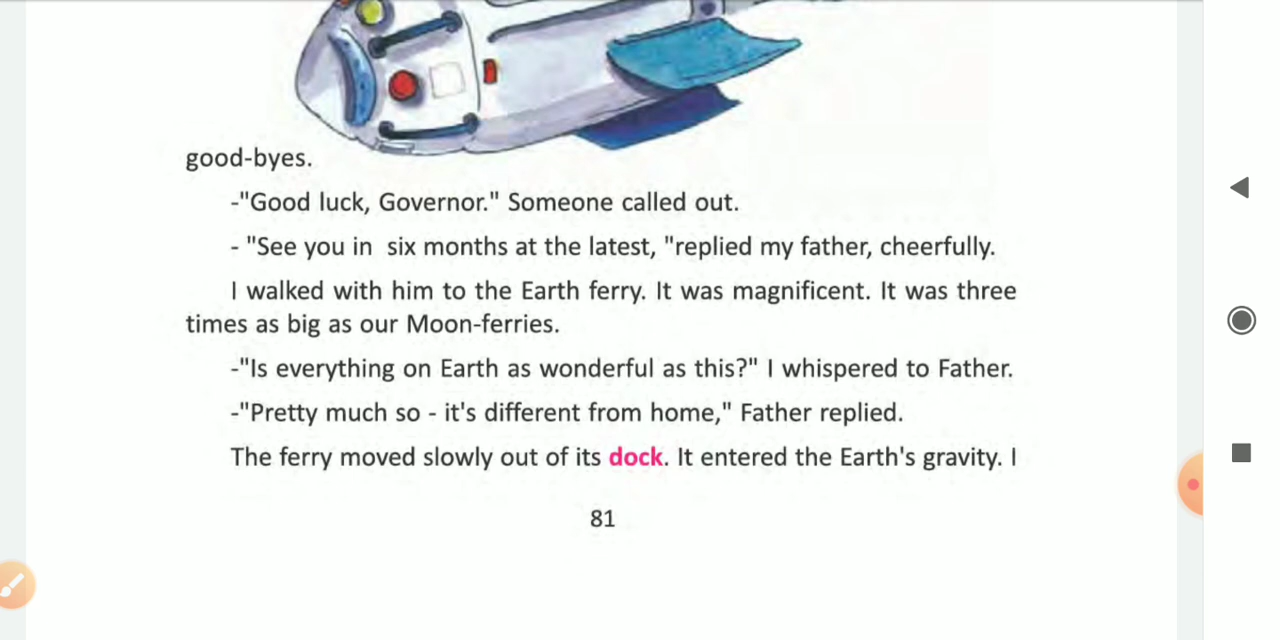 good-byes.
-"Good luck, Governor." Someone called out.
- "See you in  six months at the latest, "replied my father, cheerfully.
I walked with him to the Earth ferry. It was magnificent. It was three
times as big as our Moon-ferries.
-"Is everything on Earth as wonderful as this?" I whispered to Father.
-"Pretty much so - it's different from home," Father replied.
The ferry moved slowly out of its dock. It entered the Earth's gravity. I
81